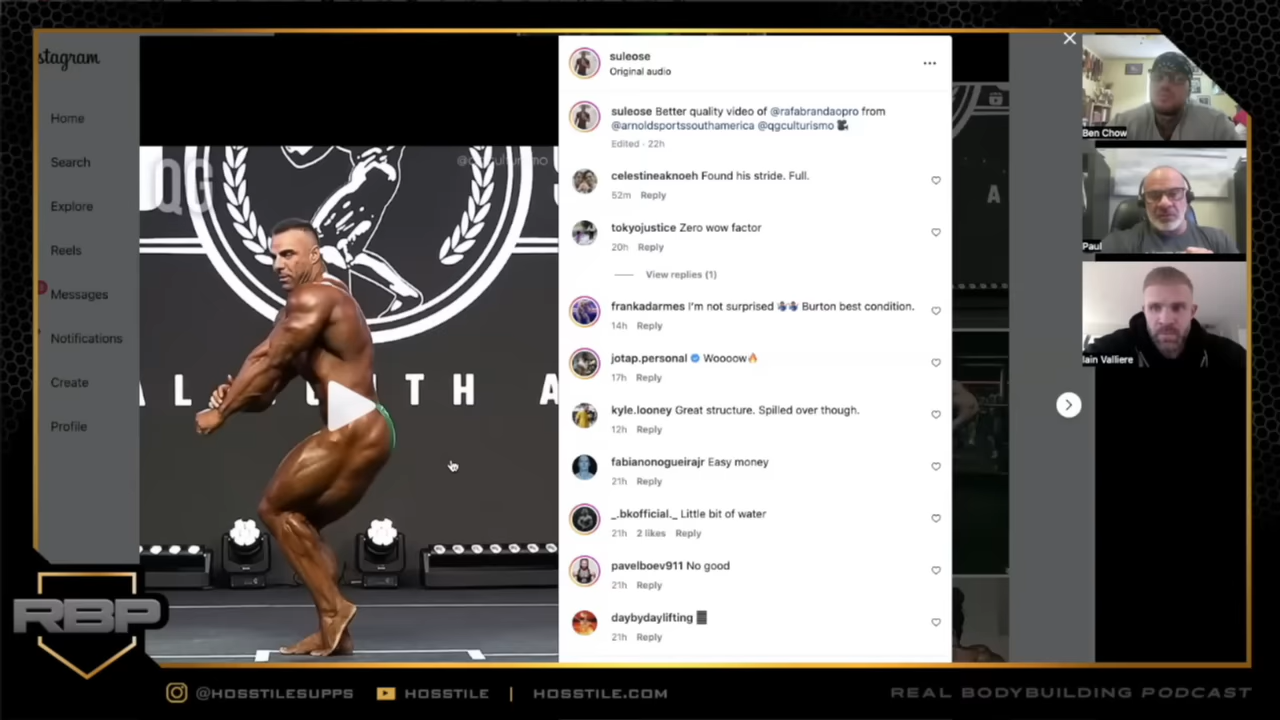 stagram
Home
Search
Explore
Reels
Messages
Notifications
Create
Profile
QG
AL SOUTH A
A
suleose
Original audio
suleose Better quality video of @rafabrandaopro from
@arnoldsportssouthamerica @qgculturismo 🎥
Edited · 22h
celestineaknoeh Found his stride. Full.
52m Reply
tokyojustice Zero wow factor
20h Reply
View replies (1)
frankadarmes I'm not surprised Burton best condition.
14h Reply
jotap.personal Woooow🔥
17h Reply
kyle.looney Great structure. Spilled over though.
12h Reply
fabianonogueirajr Easy money
21h Reply
_.bkofficial._ Little bit of water
21h 2 likes Reply
pavelboev911 No good
21h Reply
daybydaylifting
21h Reply
Ben Chow
Paul
Iain Valliere
RBP
@HOSSTILESUPPS
HOSSTILE | HOSSTILE.COM
REAL BODYBUILDING PODCAST